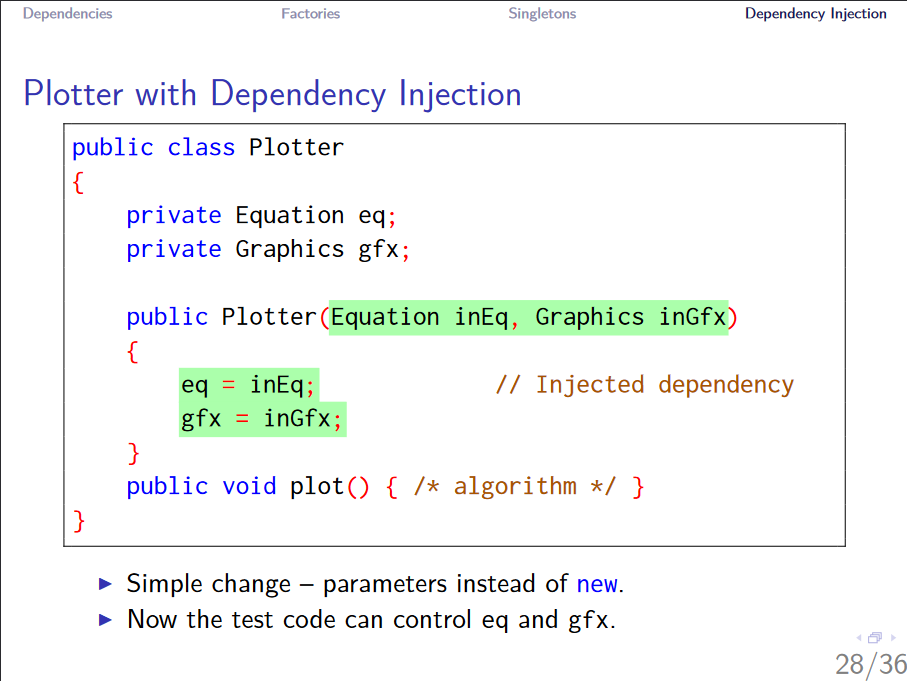 Dependencies Factories Singletons Dependency Injection
Plotter with Dependency Injection
public class Plotter
{
    private Equation eq;
    private Graphics gfx;

    public Plotter(Equation inEq, Graphics inGfx)
    {
        eq = inEq;             // Injected dependency
        gfx = inGfx;
    }
    public void plot() { /* algorithm */ }
}
▶ Simple change – parameters instead of new.
▶ Now the test code can control eq and gfx.
28/36